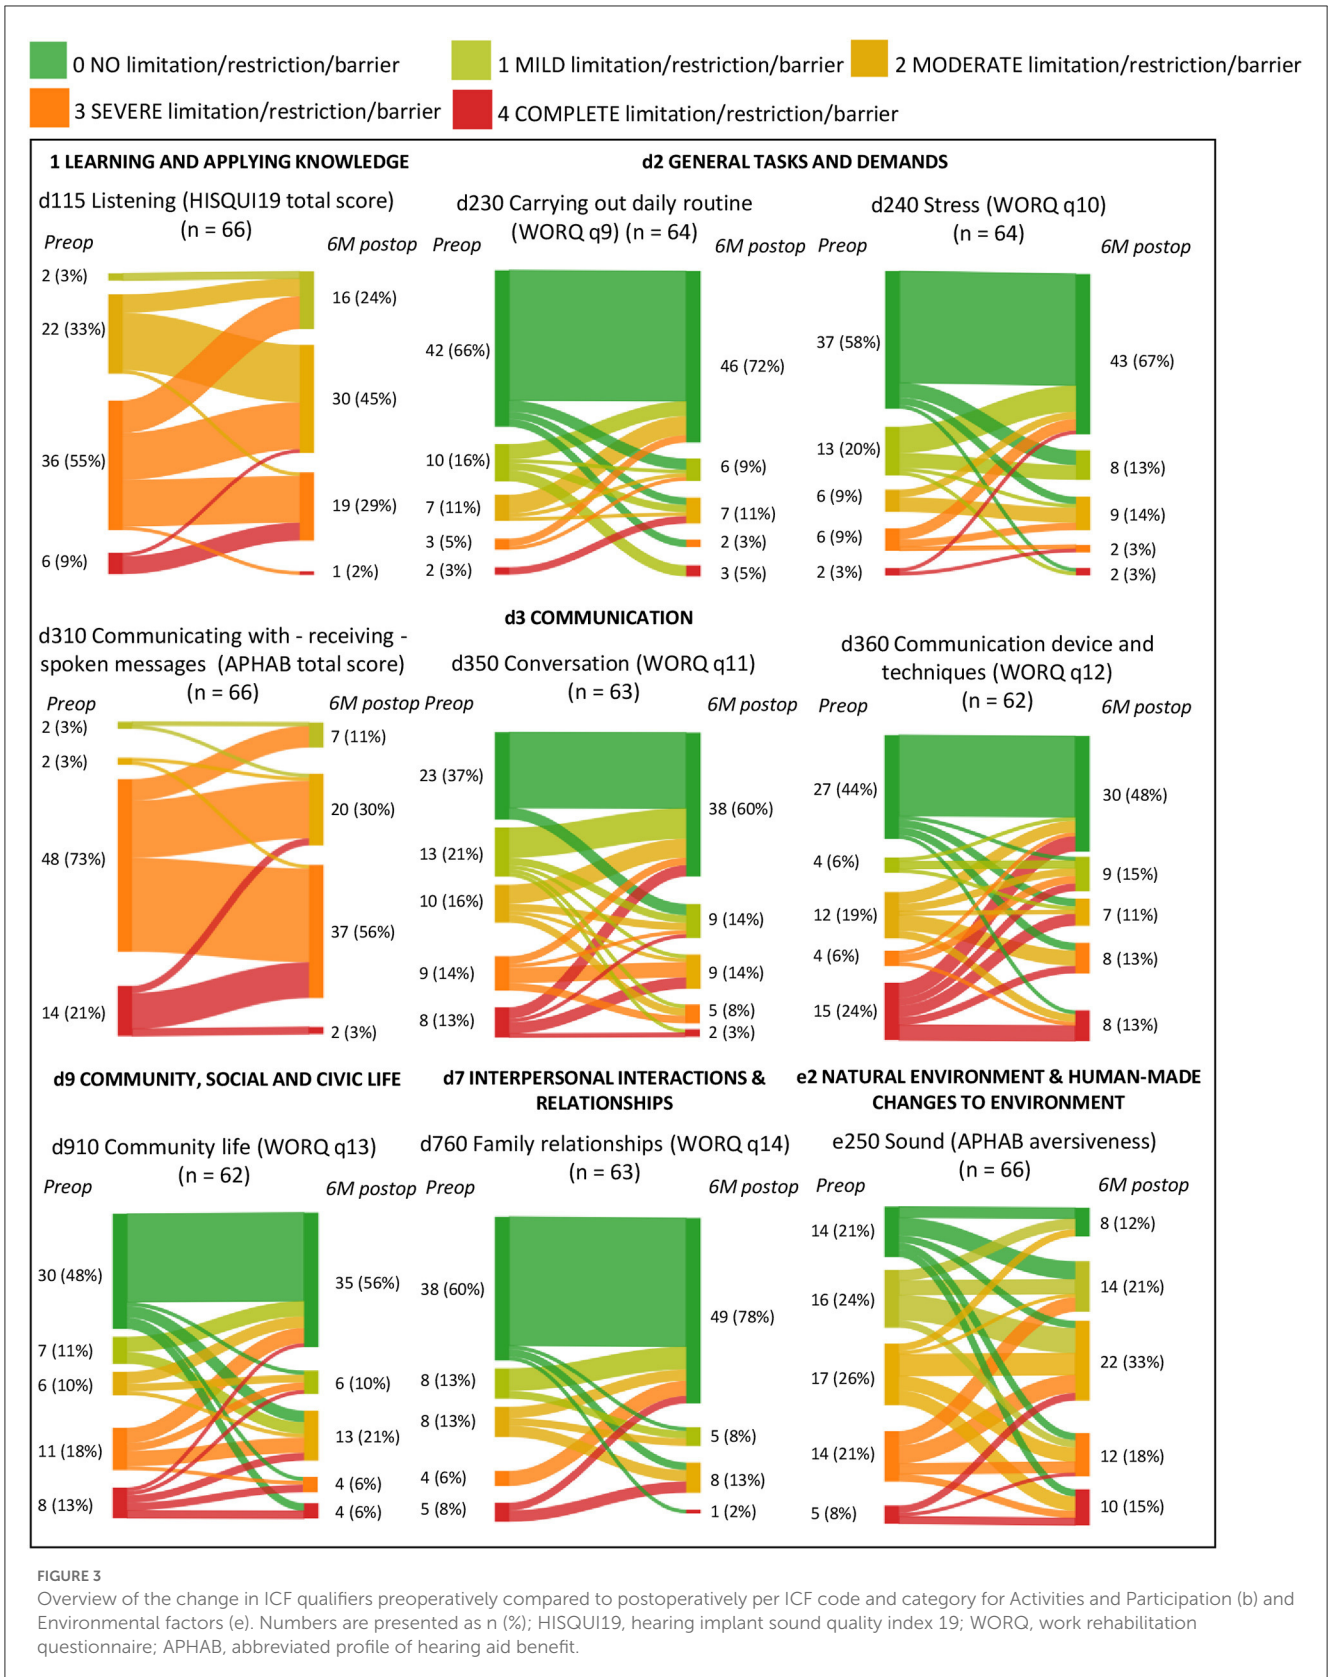 0 NO limitation/restriction/barrier
1 MILD limitation/restriction/barrier
2 MODERATE limitation/restriction/barrier
3 SEVERE limitation/restriction/barrier
4 COMPLETE limitation/restriction/barrier
1 LEARNING AND APPLYING KNOWLEDGE
d2 GENERAL TASKS AND DEMANDS
d115 Listening (HISQUI19 total score)
(n = 66)
Preop
6M postop
2 (3%)
22 (33%)
36 (55%)
6 (9%)
16 (24%)
30 (45%)
19 (29%)
1 (2%)
d230 Carrying out daily routine
(WORQ q9) (n = 64)
Preop
6M postop
42 (66%)
10 (16%)
7 (11%)
3 (5%)
2 (3%)
46 (72%)
6 (9%)
7 (11%)
2 (3%)
3 (5%)
d240 Stress (WORQ q10)
(n = 64)
Preop
6M postop
37 (58%)
13 (20%)
6 (9%)
6 (9%)
2 (3%)
43 (67%)
8 (13%)
9 (14%)
2 (3%)
2 (3%)
d3 COMMUNICATION
d310 Communicating with - receiving -
spoken messages (APHAB total score)
(n = 66)
Preop
6M postop
2 (3%)
2 (3%)
48 (73%)
14 (21%)
7 (11%)
20 (30%)
37 (56%)
2 (3%)
d350 Conversation (WORQ q11)
(n = 63)
Preop
6M postop
23 (37%)
13 (21%)
10 (16%)
9 (14%)
8 (13%)
38 (60%)
9 (14%)
9 (14%)
5 (8%)
2 (3%)
d360 Communication device and
techniques (WORQ q12)
(n = 62)
Preop
6M postop
27 (44%)
4 (6%)
12 (19%)
4 (6%)
15 (24%)
30 (48%)
9 (15%)
7 (11%)
8 (13%)
8 (13%)
d9 COMMUNITY, SOCIAL AND CIVIC LIFE
d7 INTERPERSONAL INTERACTIONS &
RELATIONSHIPS
e2 NATURAL ENVIRONMENT & HUMAN-MADE
CHANGES TO ENVIRONMENT
d910 Community life (WORQ q13)
(n = 62)
Preop
6M postop
30 (48%)
7 (11%)
6 (10%)
11 (18%)
8 (13%)
35 (56%)
6 (10%)
13 (21%)
4 (6%)
4 (6%)
d760 Family relationships (WORQ q14)
(n = 63)
Preop
6M postop
38 (60%)
8 (13%)
8 (13%)
4 (6%)
5 (8%)
49 (78%)
5 (8%)
8 (13%)
1 (2%)
e250 Sound (APHAB aversiveness)
(n = 66)
Preop
6M postop
14 (21%)
16 (24%)
17 (26%)
14 (21%)
5 (8%)
8 (12%)
14 (21%)
22 (33%)
12 (18%)
10 (15%)
FIGURE 3
Overview of the change in ICF qualifiers preoperatively compared to postoperatively per ICF code and category for Activities and Participation (b) and
Environmental factors (e). Numbers are presented as n (%); HISQUI19, hearing implant sound quality index 19; WORQ, work rehabilitation
questionnaire; APHAB, abbreviated profile of hearing aid benefit.